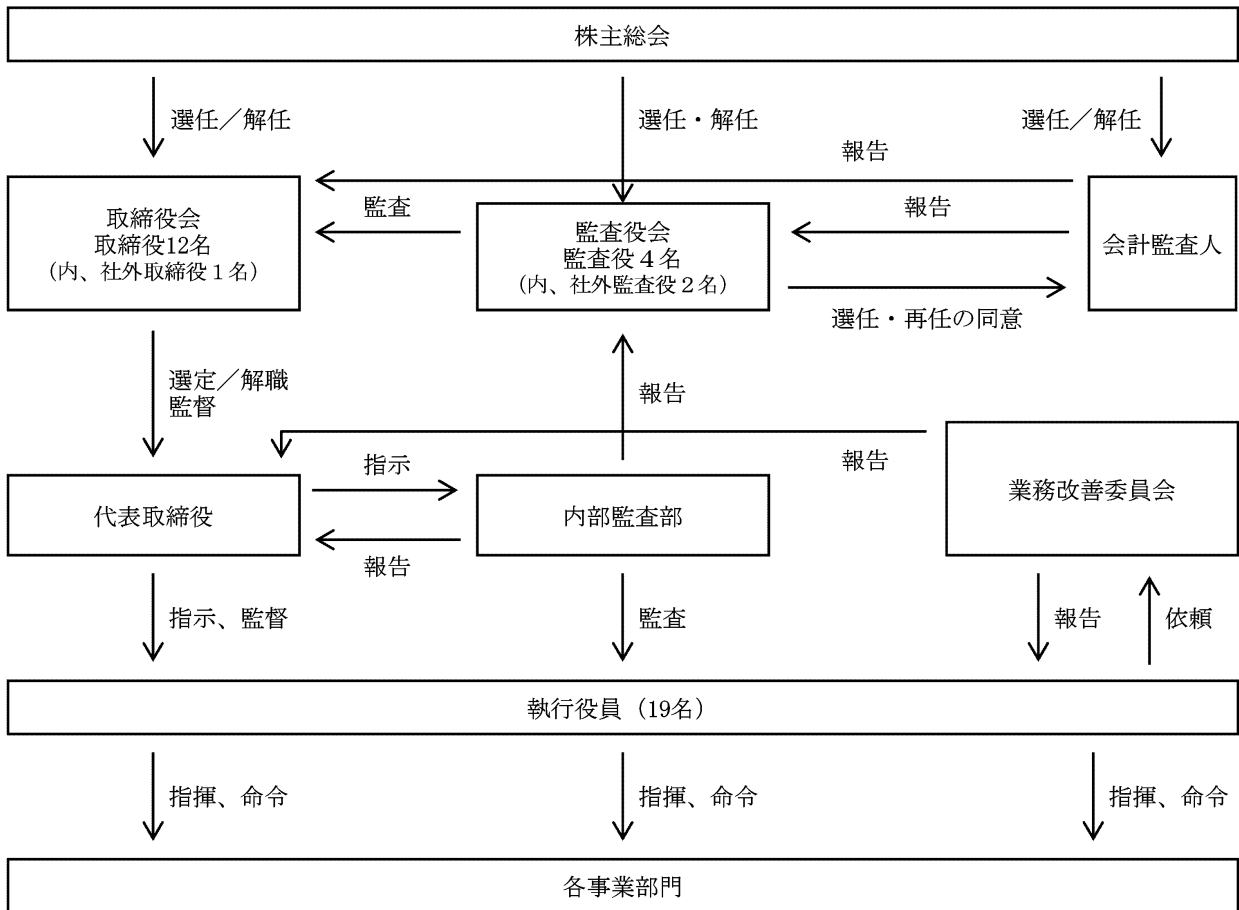 株主総会
選任／解任
選任・解任
選任／解任
報告
取締役会
取締役12名
（内、社外取締役１名）
監査
監査役会
監査役４名
（内、社外監査役２名）
報告
会計監査人
選任・再任の同意
選定／解職
監督
報告
報告
代表取締役
指示
報告
内部監査部
業務改善委員会
指示、監督
監査
報告
依頼
執行役員（19名）
指揮、命令
指揮、命令
指揮、命令
各事業部門